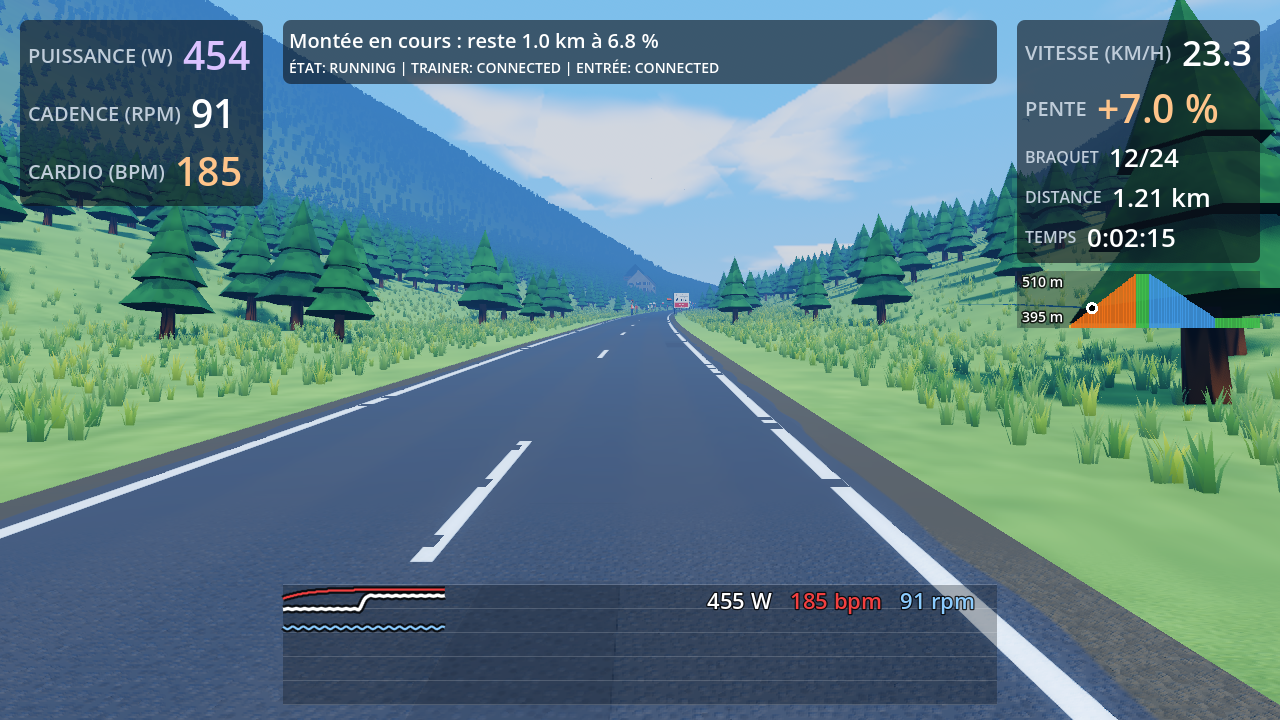 PUISSANCE (W) 454
CADENCE (RPM) 91
CARDIO (BPM) 185
Montée en cours : reste 1.0 km à 6.8 %
ÉTAT: RUNNING | TRAINER: CONNECTED | ENTRÉE: CONNECTED
VITESSE (KM/H) 23.3
PENTE +7.0 %
BRAQUET 12/24
DISTANCE 1.21 km
TEMPS 0:02:15
510 m
395 m
455 W 185 bpm 91 rpm